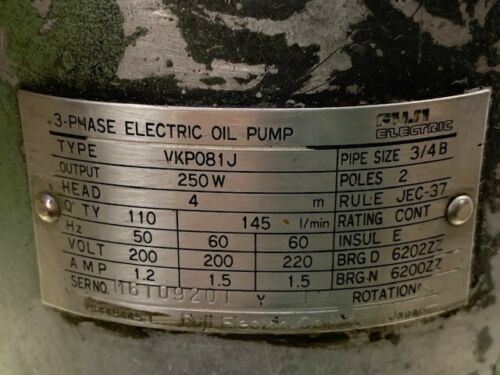 3-PHASE ELECTRIC OIL PUMP FUJI ELECTRIC
TYPE VKP081J PIPE SIZE 3/4B
OUTPUT 250W POLES 2
HEAD 4 m RULE JEC-37
Q'TY 110 145 l/min RATING CONT
Hz 50 60 60 INSUL E
VOLT 200 200 220 BRG D 6202ZZ
AMP 1.2 1.5 1.5 BRG N 6200ZZ
SER NO. ROTATION
Fuji Electric Japan